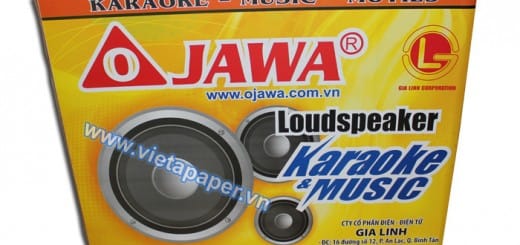 KARAOKE - MUSIC - MOVIES
OJAWA®
www.ojawa.com.vn
LG
GIA LINH CORPORATION
Loudspeaker
Karaoke
& MUSIC
www.vietapaper.vn
CTY CỔ PHẦN ĐIỆN - ĐIỆN TỬ
GIA LINH
- ĐC: 16 đường số 12, P. An Lạc, Q. Bình Tân